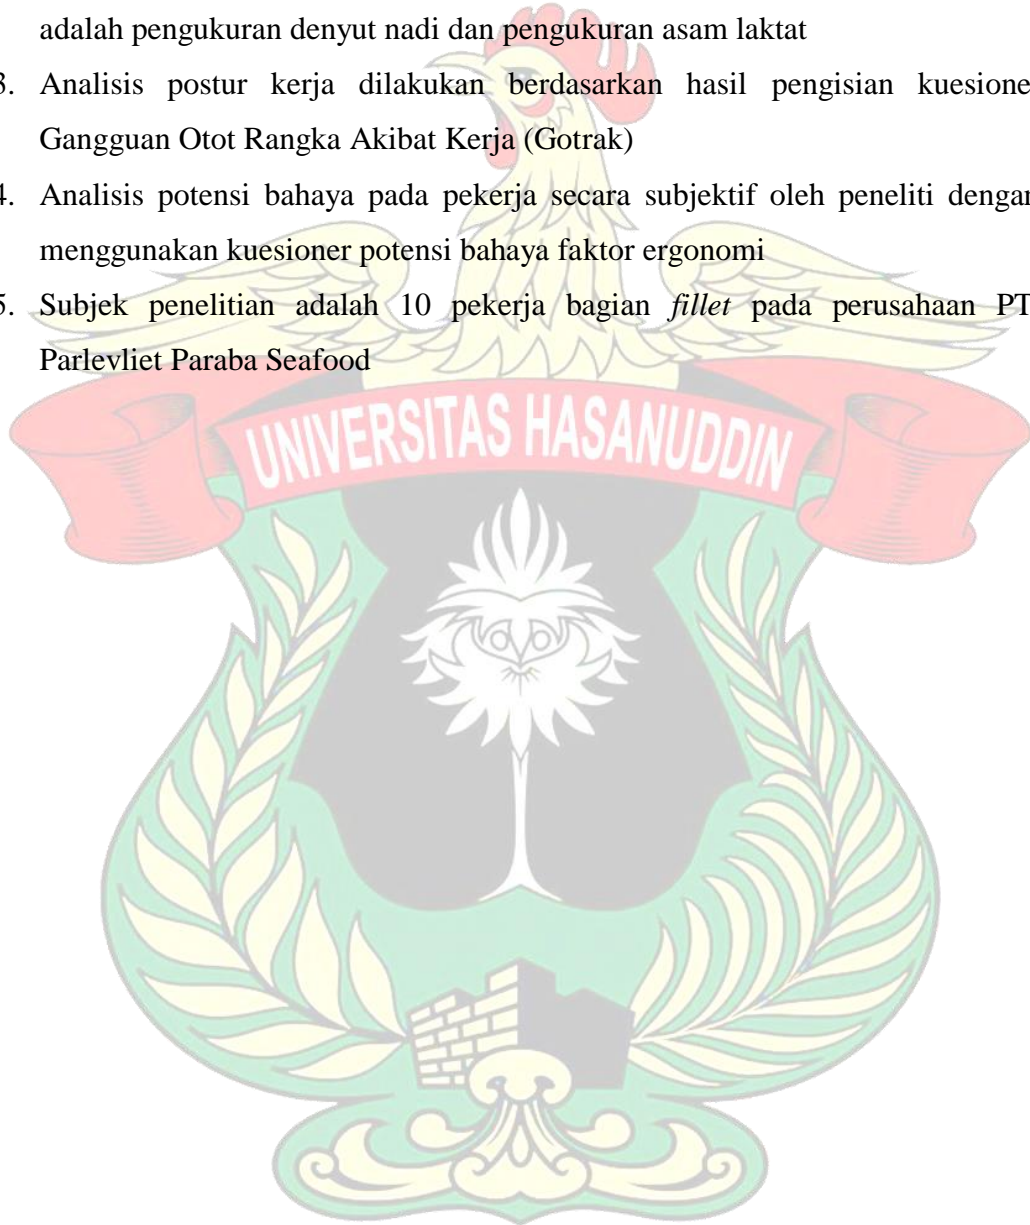 adalah pengukuran denyut nadi dan pengukuran asam laktat
3. Analisis postur kerja dilakukan berdasarkan hasil pengisian kuesione
Gangguan Otot Rangka Akibat Kerja (Gotrak)
4. Analisis potensi bahaya pada pekerja secara subjektif oleh peneliti dengan
menggunakan kuesioner potensi bahaya faktor ergonomi
5. Subjek penelitian adalah 10 pekerja bagian fillet pada perusahaan PT
Parlevliet Paraba Seafood
UNIVERSITAS HASANUDDIN